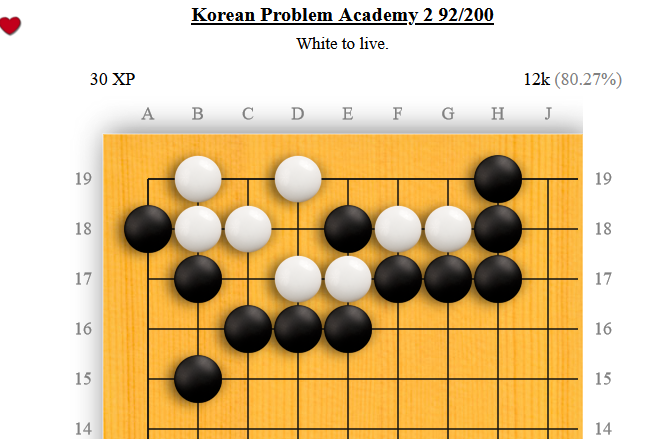 Korean Problem Academy 2 92/200
White to live.
30 XP 12k (80.27%)
A B C D E F G H J
19 19
18 18
17 17
16 16
15 15
14 14